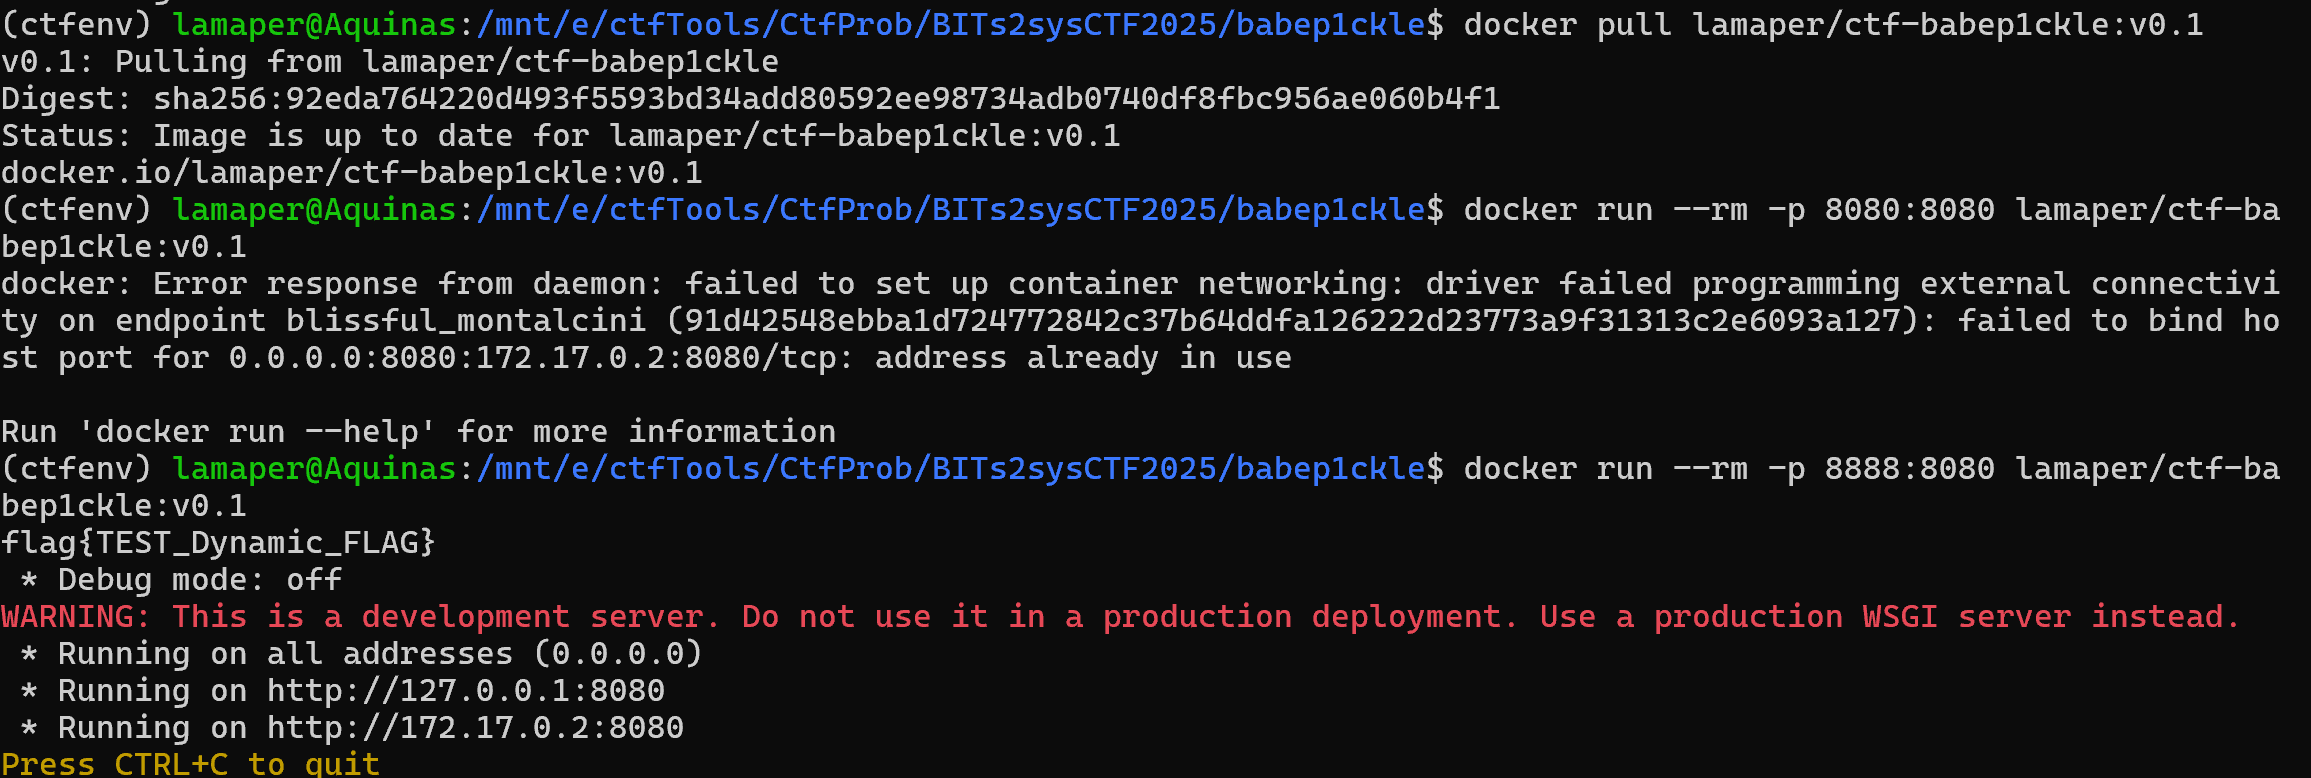 (ctfenv) lamaper@Aquinas:/mnt/e/ctfTools/CtfProb/BITs2sysCTF2025/babep1ckle$ docker pull lamaper/ctf-babep1ckle:v0.1
v0.1: Pulling from lamaper/ctf-babep1ckle
Digest: sha256:92eda764220d493f5593bd34add80592ee98734adb0740df8fbc956ae060b4f1
Status: Image is up to date for lamaper/ctf-babep1ckle:v0.1
docker.io/lamaper/ctf-babep1ckle:v0.1
(ctfenv) lamaper@Aquinas:/mnt/e/ctfTools/CtfProb/BITs2sysCTF2025/babep1ckle$ docker run --rm -p 8080:8080 lamaper/ctf-ba
bep1ckle:v0.1
docker: Error response from daemon: failed to set up container networking: driver failed programming external connectivi
ty on endpoint blissful_montalcini (91d42548ebba1d724772842c37b64ddfa126222d23773a9f31313c2e6093a127): failed to bind ho
st port for 0.0.0.0:8080:172.17.0.2:8080/tcp: address already in use
Run 'docker run --help' for more information
(ctfenv) lamaper@Aquinas:/mnt/e/ctfTools/CtfProb/BITs2sysCTF2025/babep1ckle$ docker run --rm -p 8888:8080 lamaper/ctf-ba
bep1ckle:v0.1
flag{TEST_Dynamic_FLAG}
 * Debug mode: off
WARNING: This is a development server. Do not use it in a production deployment. Use a production WSGI server instead.
 * Running on all addresses (0.0.0.0)
 * Running on http://127.0.0.1:8080
 * Running on http://172.17.0.2:8080
Press CTRL+C to quit